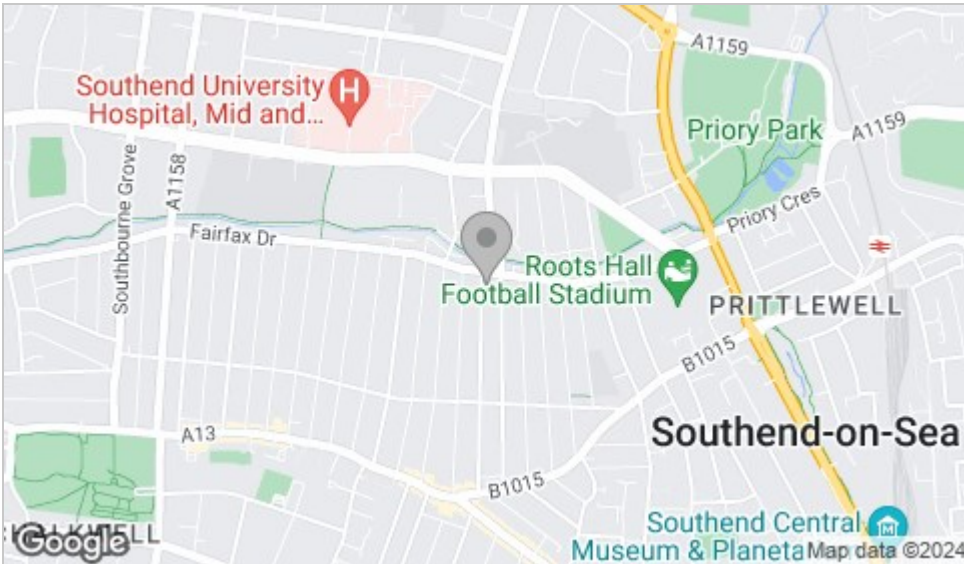 A1159
Southend University
Hospital, Mid and...
H
Priory Park
A1159
Southbourne Grove
A1158
Priory Cres
Fairfax Dr
Roots Hall
Football Stadium
PRITTLEWELL
B1015
A13
Southend-on-Sea
B1015
Southend Central
Museum & Planeta
M
CHALKWELL
Google
Map data ©2024